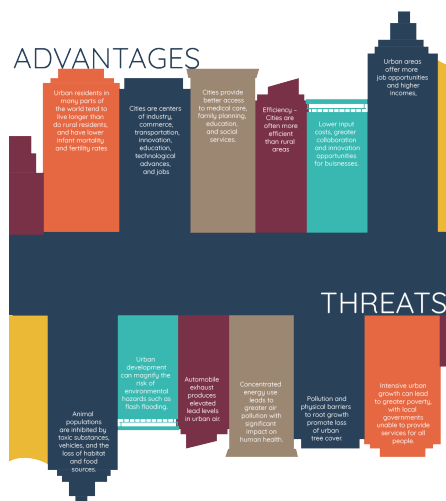 ADVANTAGES
Urban residents in
many parts of
the world tend to
live longer than
do rural residents,
and have lower
infant mortality
and fertility rates
Cities are centers
of industry,
commerce,
transportation,
innovation,
education,
technological
advances,
and jobs
Cities provide
better access
to medical care,
family planning,
education,
and social
services.
Efficiency –
Cities are
often more
efficient
than rural
areas
Lower input
costs, greater
collaboration
and innovation
opportunities
for buisnesses.
Urban areas
offer more
job opportunities
and higher
incomes,
THREATS
Animal
populations
are inhibited by
toxic substances,
vehicles, and the
loss of habitat
and food
sources.
Urban
development
can magnify the
risk of
environmental
hazards such as
flash flooding.
Automobile
exhaust
produces
elevated
lead levels
in urban air.
Concentrated
energy use
leads to
greater air
pollution with
significant
impact on
human health.
Pollution and
physical barriers
to root growth
promote loss
of urban
tree cover
Intensive urban
growth can lead
to greater poverty,
with local
governments
unable to provide
services for all
people.